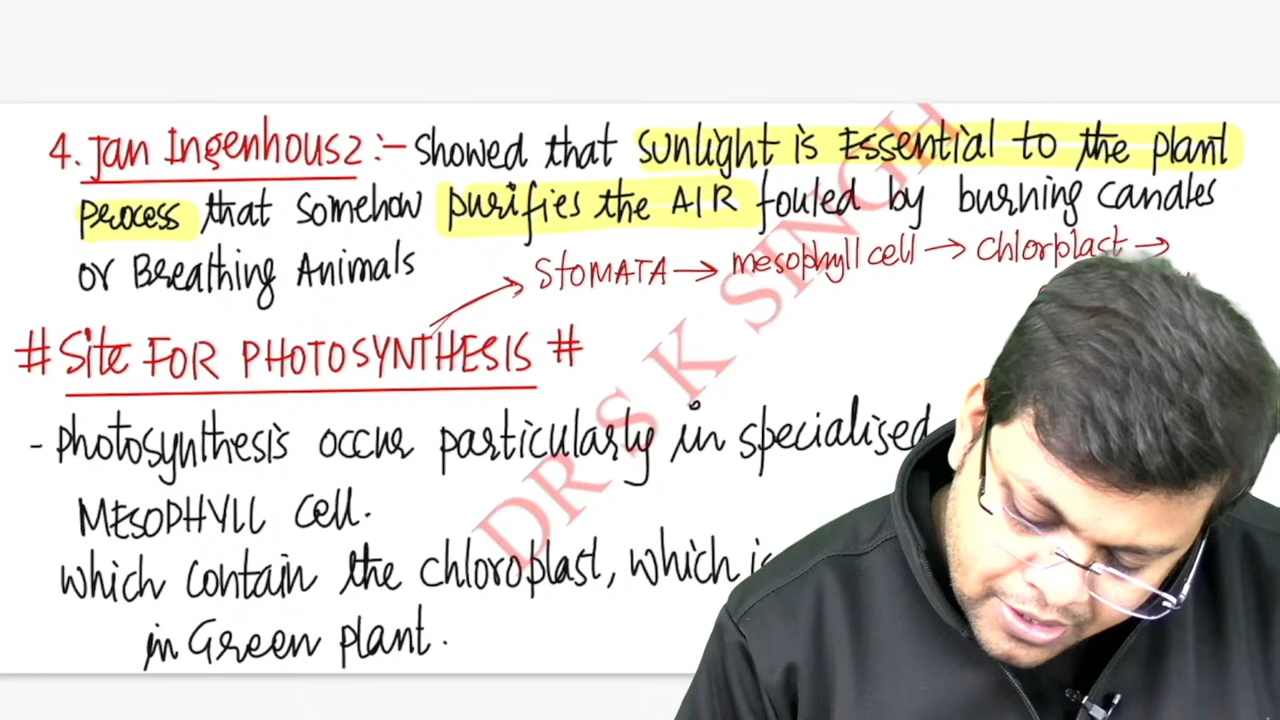 4. Jan Ingenhousz :- showed that sunlight is Essential to the plant
process that somehow purifies the AIR fouled by burning candles
or Breathing Animals
STOMATA → mesophyll cell → chlorplast →
# Site FOR PHOTOSYNTHESIS #
- photosynthesis occur particularly in specialised
MESOPHYLL cell.
which contain the chloroplast, which is
in Green plant.
DR S K SINGH